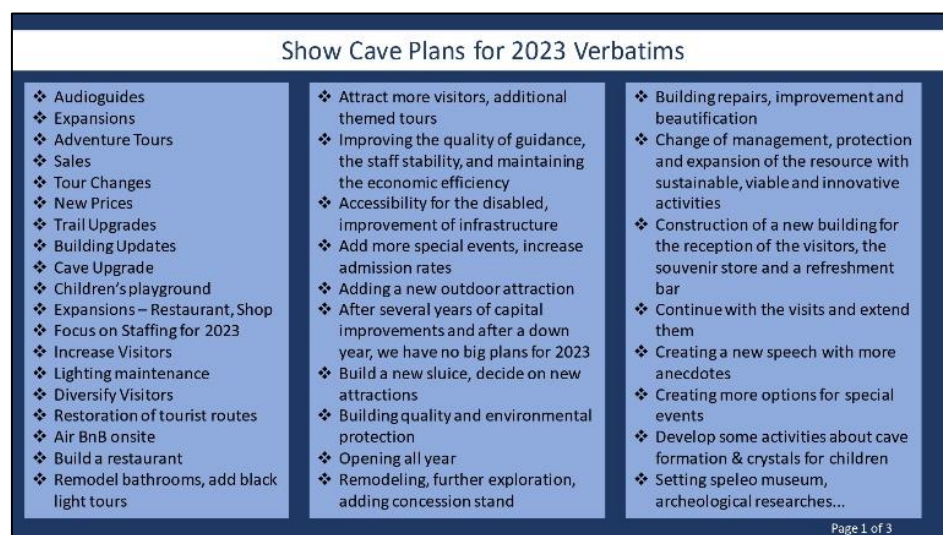 Show Cave Plans for 2023 Verbatims
❖ Audioguides
❖ Expansions
❖ Adventure Tours
❖ Sales
❖ Tour Changes
❖ New Prices
❖ Trail Upgrades
❖ Building Updates
❖ Cave Upgrade
❖ Children's playground
❖ Expansions – Restaurant, Shop
❖ Focus on Staffing for 2023
❖ Increase Visitors
❖ Lighting maintenance
❖ Diversify Visitors
❖ Restoration of tourist routes
❖ Air BnB onsite
❖ Build a restaurant
❖ Remodel bathrooms, add black
light tours
❖ Attract more visitors, additional
themed tours
❖ Improving the quality of guidance,
the staff stability, and maintaining
the economic efficiency
❖ Accessibility for the disabled,
improvement of infrastructure
❖ Add more special events, increase
admission rates
❖ Adding a new outdoor attraction
❖ After several years of capital
improvements and after a down
year, we have no big plans for 2023
❖ Build a new sluice, decide on new
attractions
❖ Building quality and environmental
protection
❖ Opening all year
❖ Remodeling, further exploration,
adding concession stand
❖ Building repairs, improvement and
beautification
❖ Change of management, protection
and expansion of the resource with
sustainable, viable and innovative
activities
❖ Construction of a new building for
the reception of the visitors, the
souvenir store and a refreshment
bar
❖ Continue with the visits and extend
them
❖ Creating a new speech with more
anecdotes
❖ Creating more options for special
events
❖ Develop some activities about cave
formation & crystals for children
❖ Setting speleo museum,
archeological researches...
Page 1 of 3